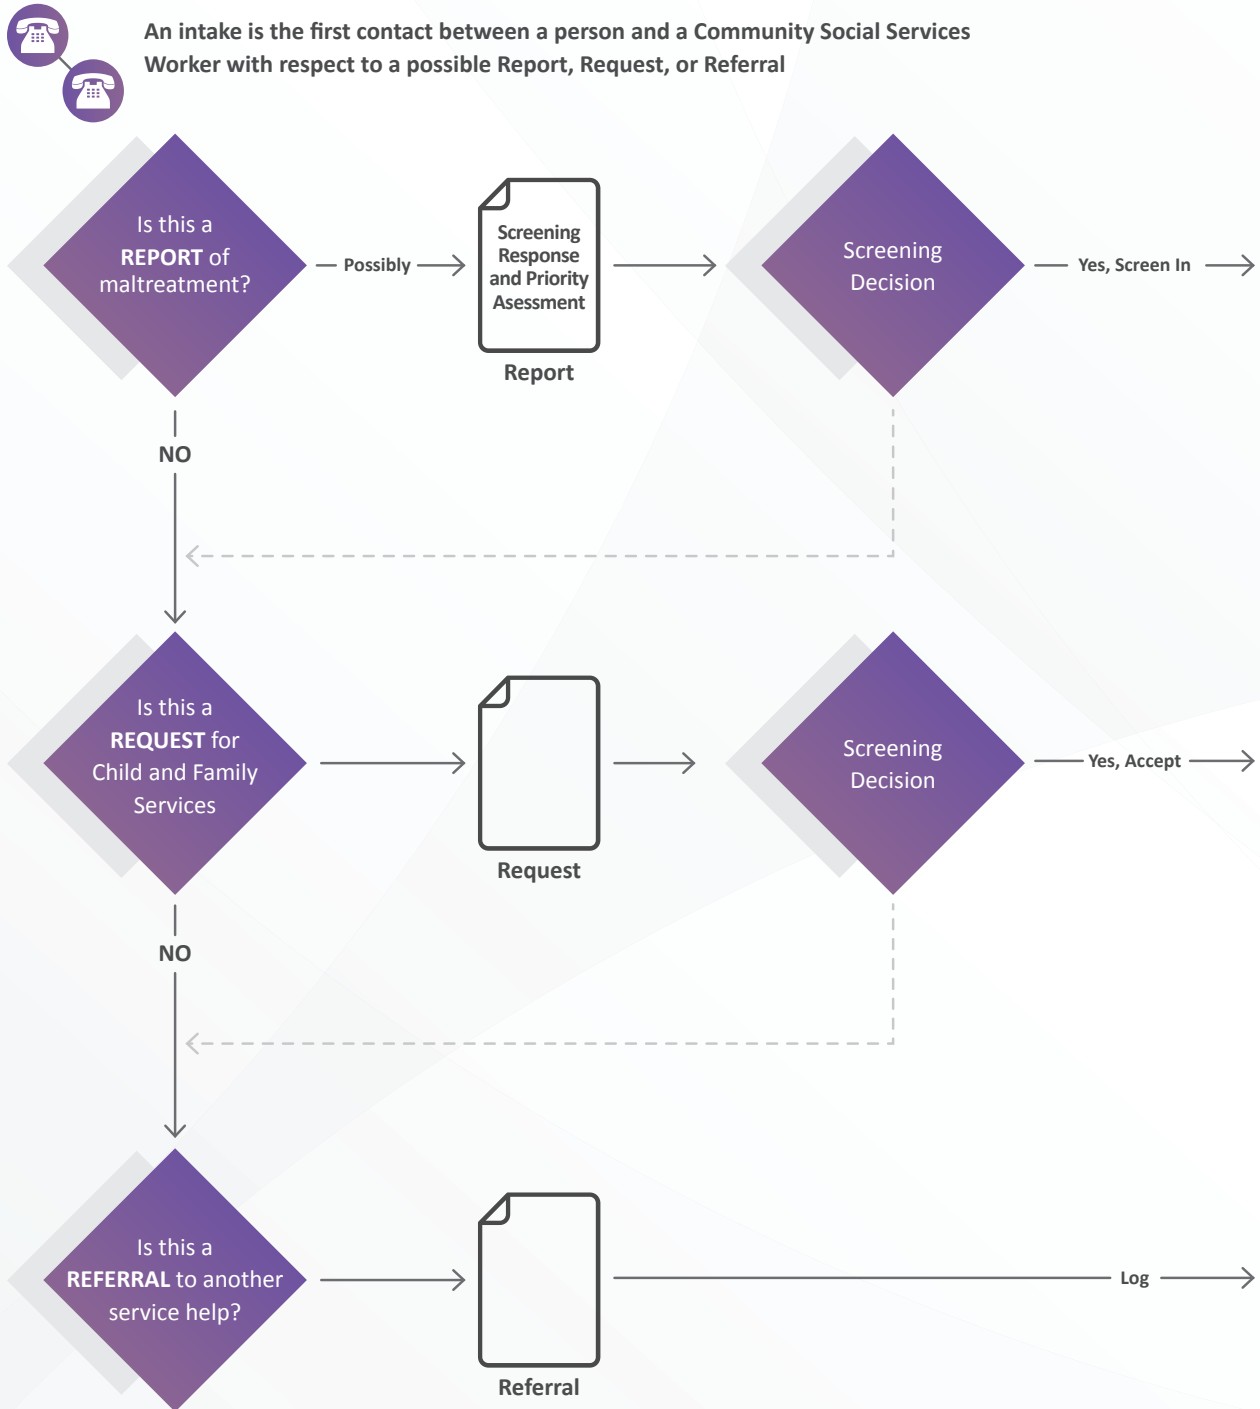 An intake is the first contact between a person and a Community Social Services
Worker with respect to a possible Report, Request, or Referral
Is this a
REPORT of
maltreatment?
Possibly
Screening
Response
and Priority
Asessment
Report
Screening
Decision
Yes, Screen In
NO
Is this a
REQUEST for
Child and Family
Services
Request
Screening
Decision
Yes, Accept
NO
Is this a
REFERRAL to another
service help?
Referral
Log